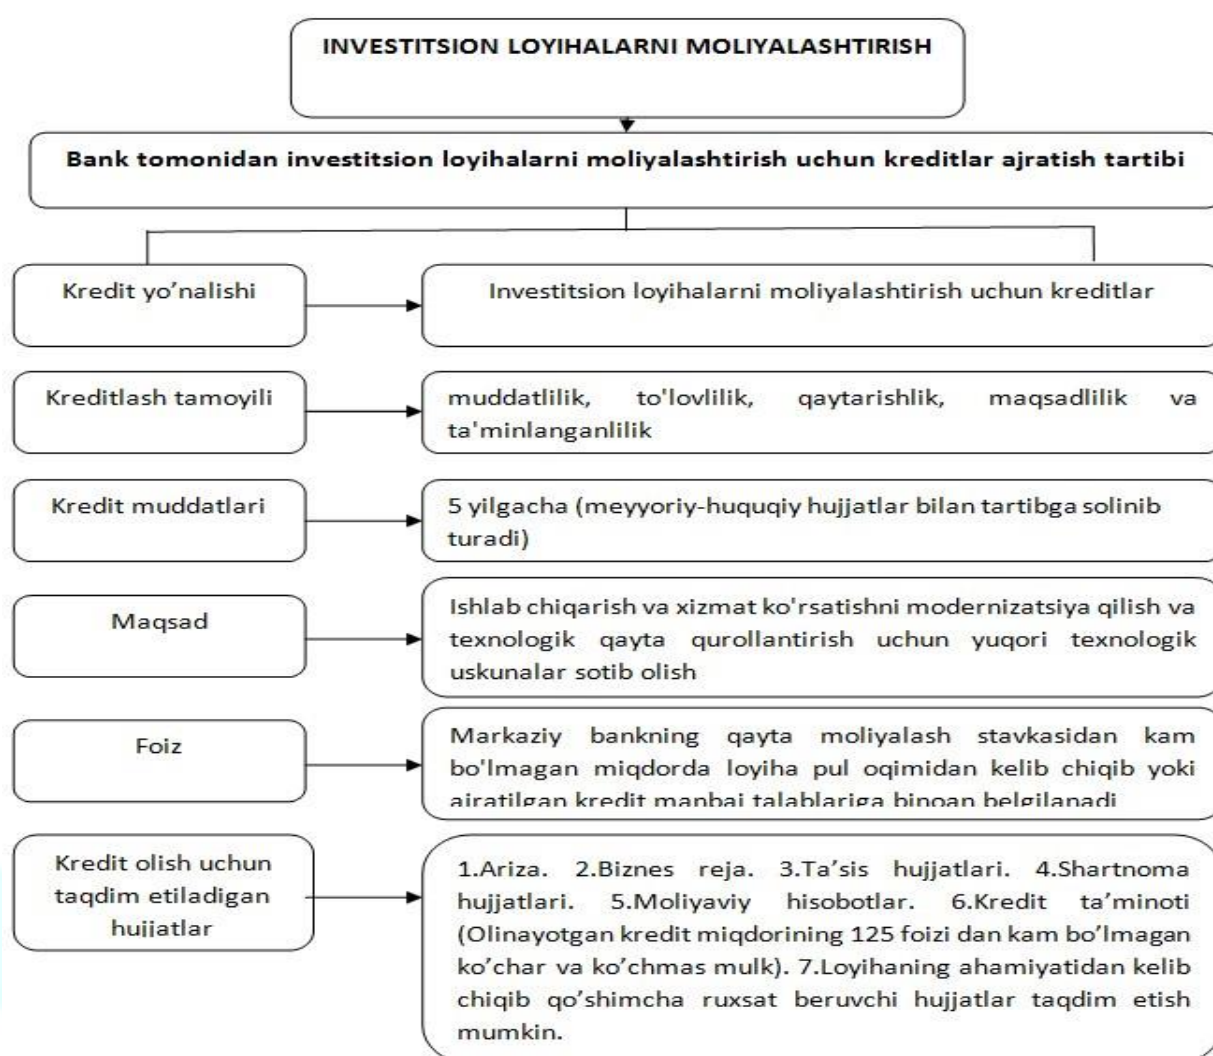 INVESTITSION LOYIHALARNI MOLIYALASHTIRISH
Bank tomonidan investitsion loyihalarni moliyalashtirish uchun kreditlar ajratish tartibi
Kredit yo’nalishi
Investitsion loyihalarni moliyalashtirish uchun kreditlar
Kreditlash tamoyili
muddatlilik, to'lovlilik, qaytarishlik, maqsadlilik va
ta'minlanganlilik
Kredit muddatlari
5 yilgacha (meyyoriy-huquqiy hujjatlar bilan tartibga solinib
turadi)
Maqsad
Ishlab chiqarish va xizmat ko'rsatishni modernizatsiya qilish va
texnologik qayta qurollantirish uchun yuqori texnologik
uskunalar sotib olish
Foiz
Markaziy bankning qayta moliyalash stavkasidan kam
bo'lmagan miqdorda loyiha pul oqimidan kelib chiqib yoki
ajratilgan kredit manbai talablariga binoan belgilanadi
Kredit olish uchun
taqdim etiladigan
hujjatlar
1.Ariza. 2.Biznes reja. 3.Ta’sis hujjatlari. 4.Shartnoma
hujjatlari. 5.Moliyaviy hisobotlar. 6.Kredit ta’minoti
(Olinayotgan kredit miqdorining 125 foizi dan kam bo’lmagan
ko’char va ko’chmas mulk). 7.Loyihaning ahamiyatidan kelib
chiqib qo’shimcha ruxsat beruvchi hujjatlar taqdim etish
mumkin.